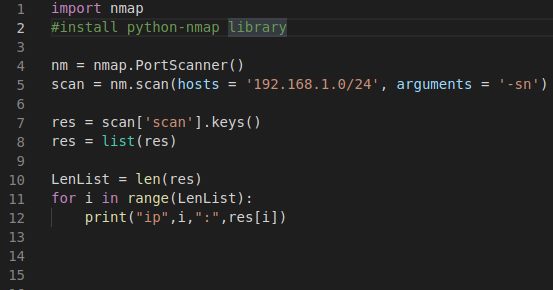 1 import nmap
2 #install python-nmap library
3
4 nm = nmap.PortScanner()
5 scan = nm.scan(hosts = '192.168.1.0/24', arguments = '-sn')
6
7 res = scan['scan'].keys()
8 res = list(res)
9
10 LenList = len(res)
11 for i in range(LenList):
12     print("ip",i,":",res[i])
13
14
15